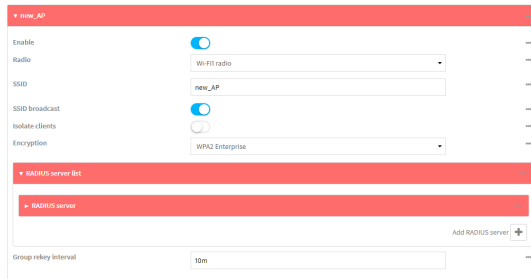 new_AP
Enable
Radio
Wi-Fi1 radio
SSID
new_AP
SSID broadcast
Isolate clients
Encryption
WPA2 Enterprise
RADIUS server list
RADIUS server
Add RADIUS server
Group rekey interval
10m